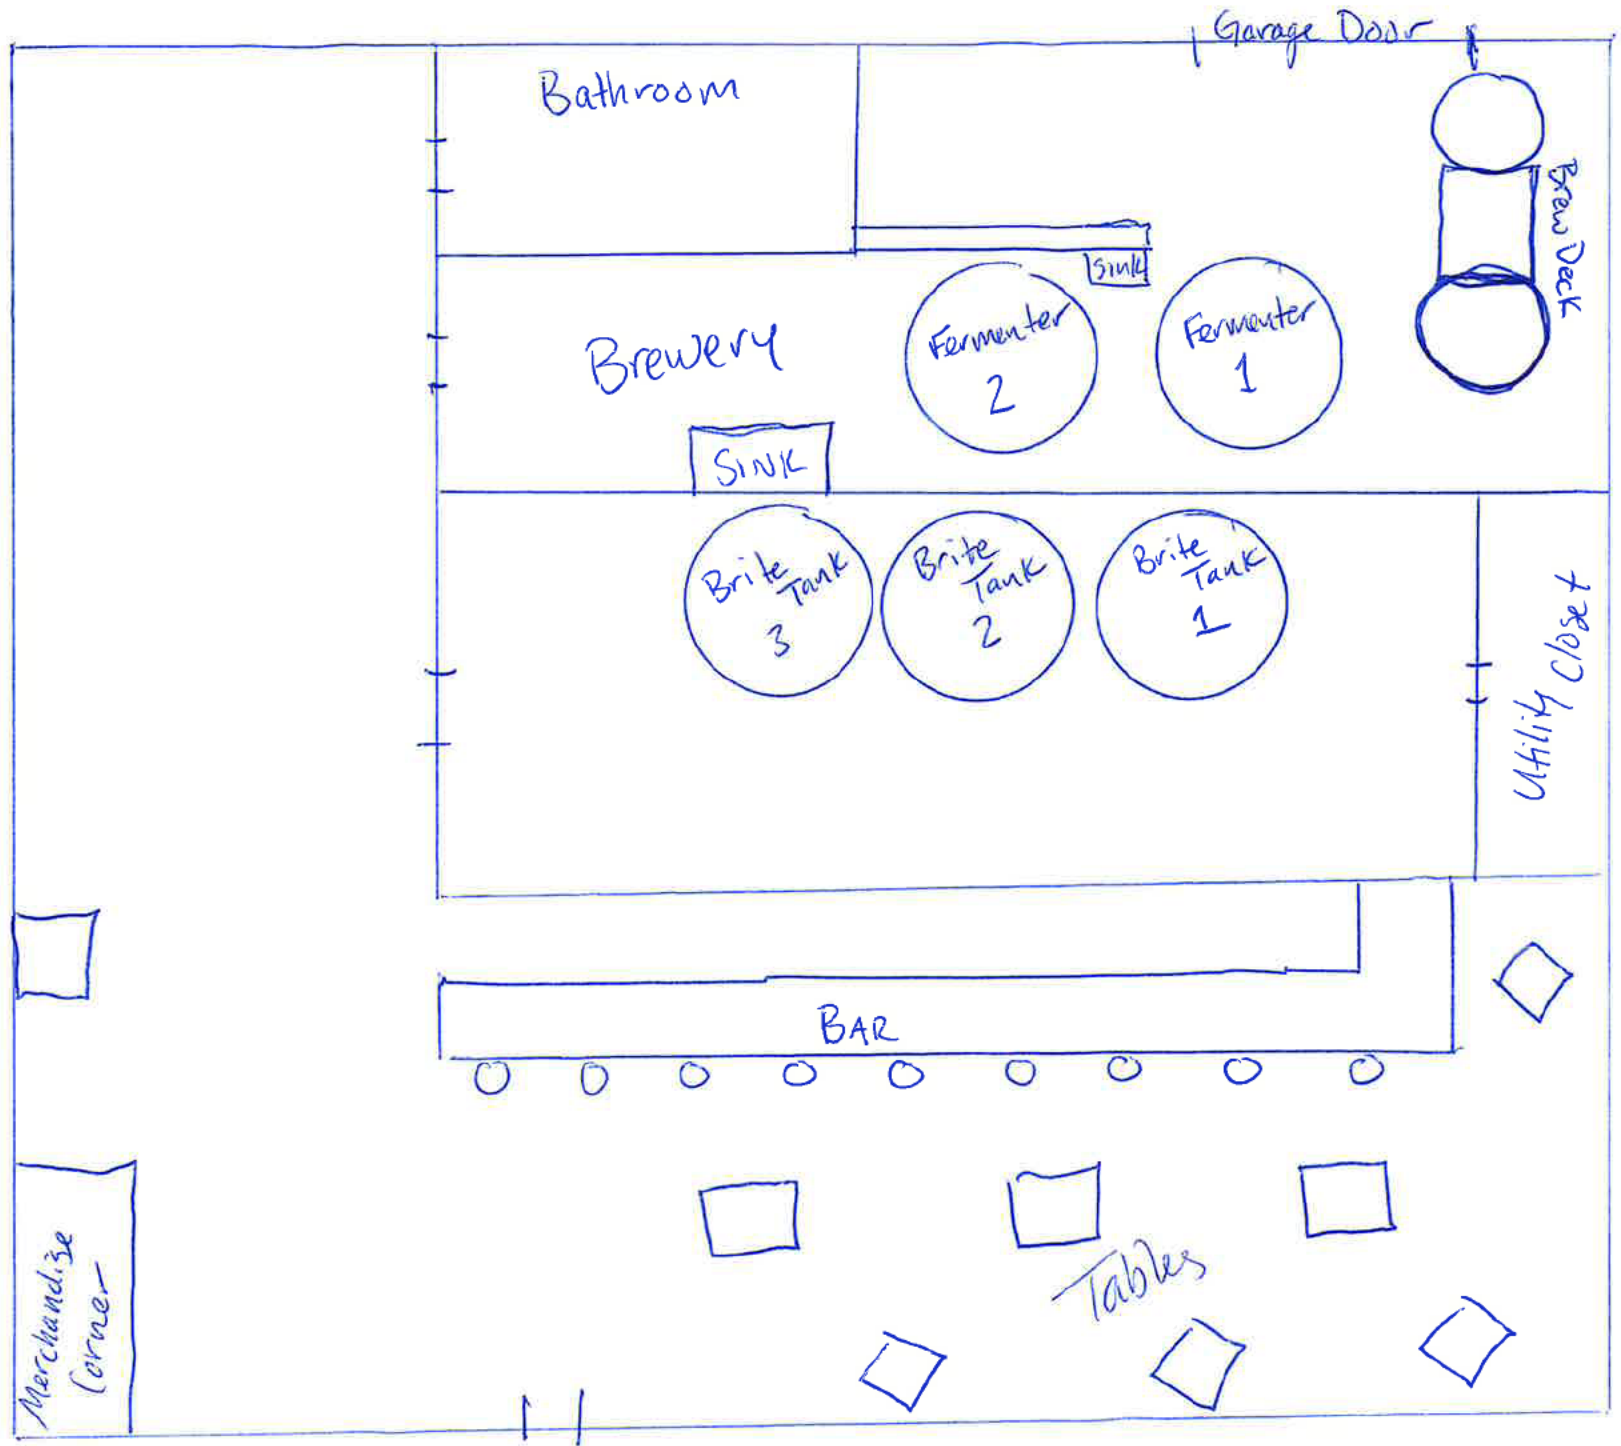 Garage Door
Bathroom
Brew Deck
Sink
Fermenter
2
Fermenter
1
Brewery
SINK
Brite
Tank
3
Brite
Tank
2
Brite
Tank
1
Utility Closet
BAR
Tables
Merchandize
Corner